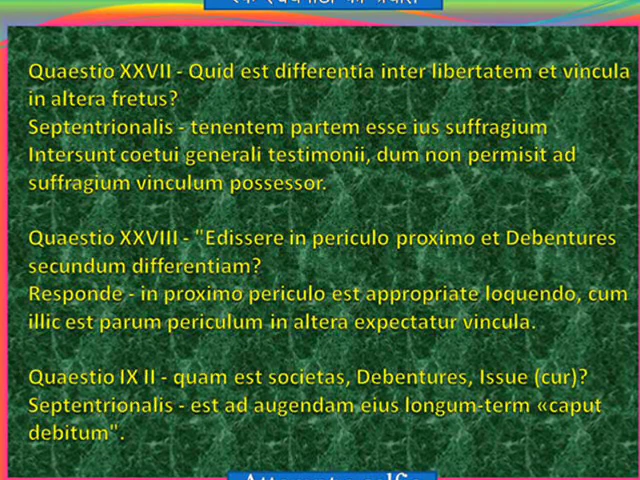 Quaestio XXVII - Quid est differentia inter libertatem et vincula
in altera fretus?
Septentrionalis - tenentem partem esse ius suffragium
Intersunt coetui generali testimonii, dum non permisit ad
suffragium vinculum possessor.
Quaestio XXVIII - "Edissere in periculo proximo et Debentures
secundum differentiam?
Responde - in proximo periculo est appropriate loquendo, cum
illic est parum periculum in altera expectatur vincula.
Quaestio IX II - quam est societas, Debentures, Issue (cur)?
Septentrionalis - est ad augendam eius longum-term «caput
debitum".